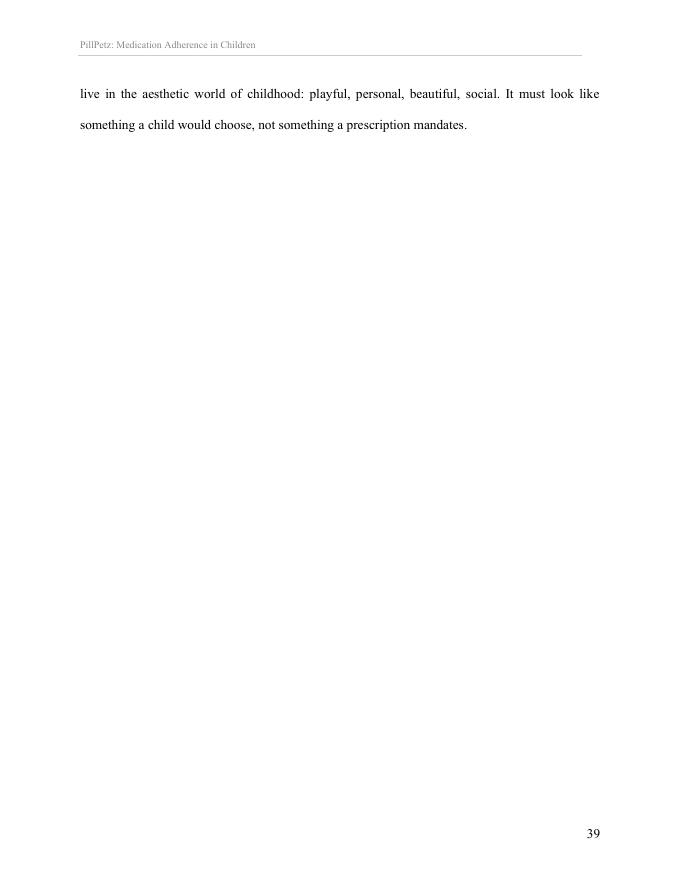 PillPetz: Medication Adherence in Children
live in the aesthetic world of childhood: playful, personal, beautiful, social. It must look like
something a child would choose, not something a prescription mandates.
39